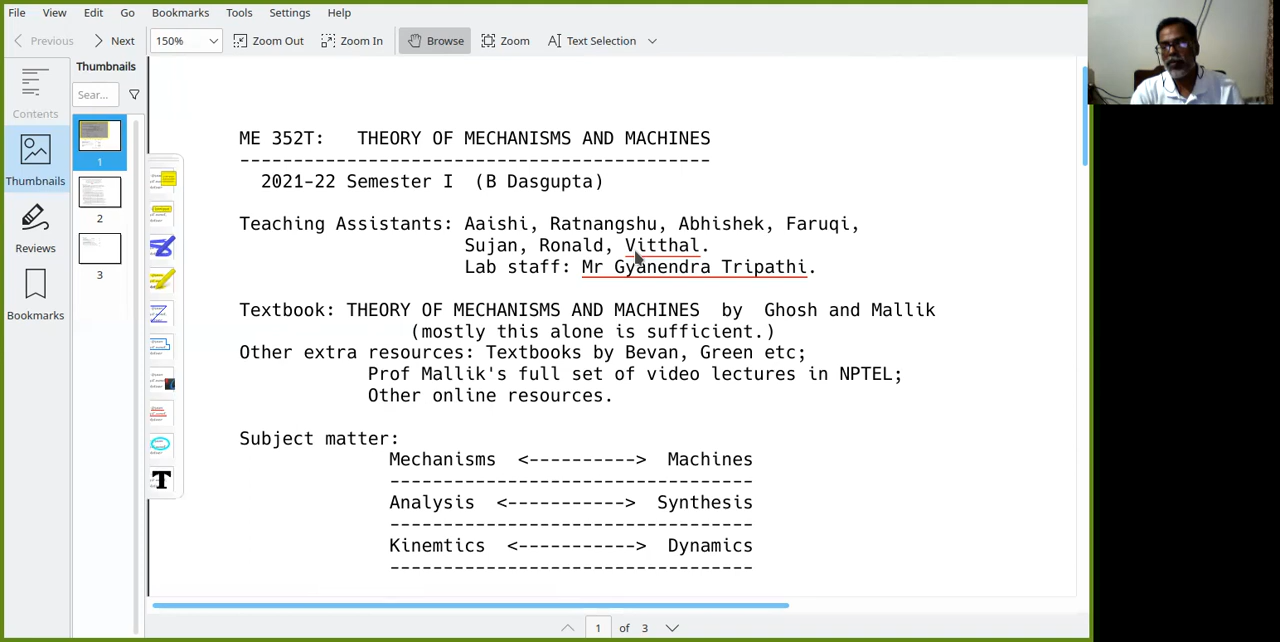 File View Edit Go Bookmarks Tools Settings Help
Previous Next 150% Zoom Out Zoom In Browse Zoom Text Selection
Contents
Thumbnails
Reviews
Bookmarks
Thumbnails
Sear...
1
2
3
ME 352T: THEORY OF MECHANISMS AND MACHINES
--------------------------------------------
2021-22 Semester I (B Dasgupta)
Teaching Assistants: Aaishi, Ratnangshu, Abhishek, Faruqi,
Sujan, Ronald, Vitthal.
Lab staff: Mr Gyanendra Tripathi.
Textbook: THEORY OF MECHANISMS AND MACHINES by Ghosh and Mallik
(mostly this alone is sufficient.)
Other extra resources: Textbooks by Bevan, Green etc;
Prof Mallik's full set of video lectures in NPTEL;
Other online resources.
Subject matter:
Mechanisms <----------> Machines
----------------------------------
Analysis <----------> Synthesis
----------------------------------
Kinemtics <----------> Dynamics
----------------------------------
1 of 3